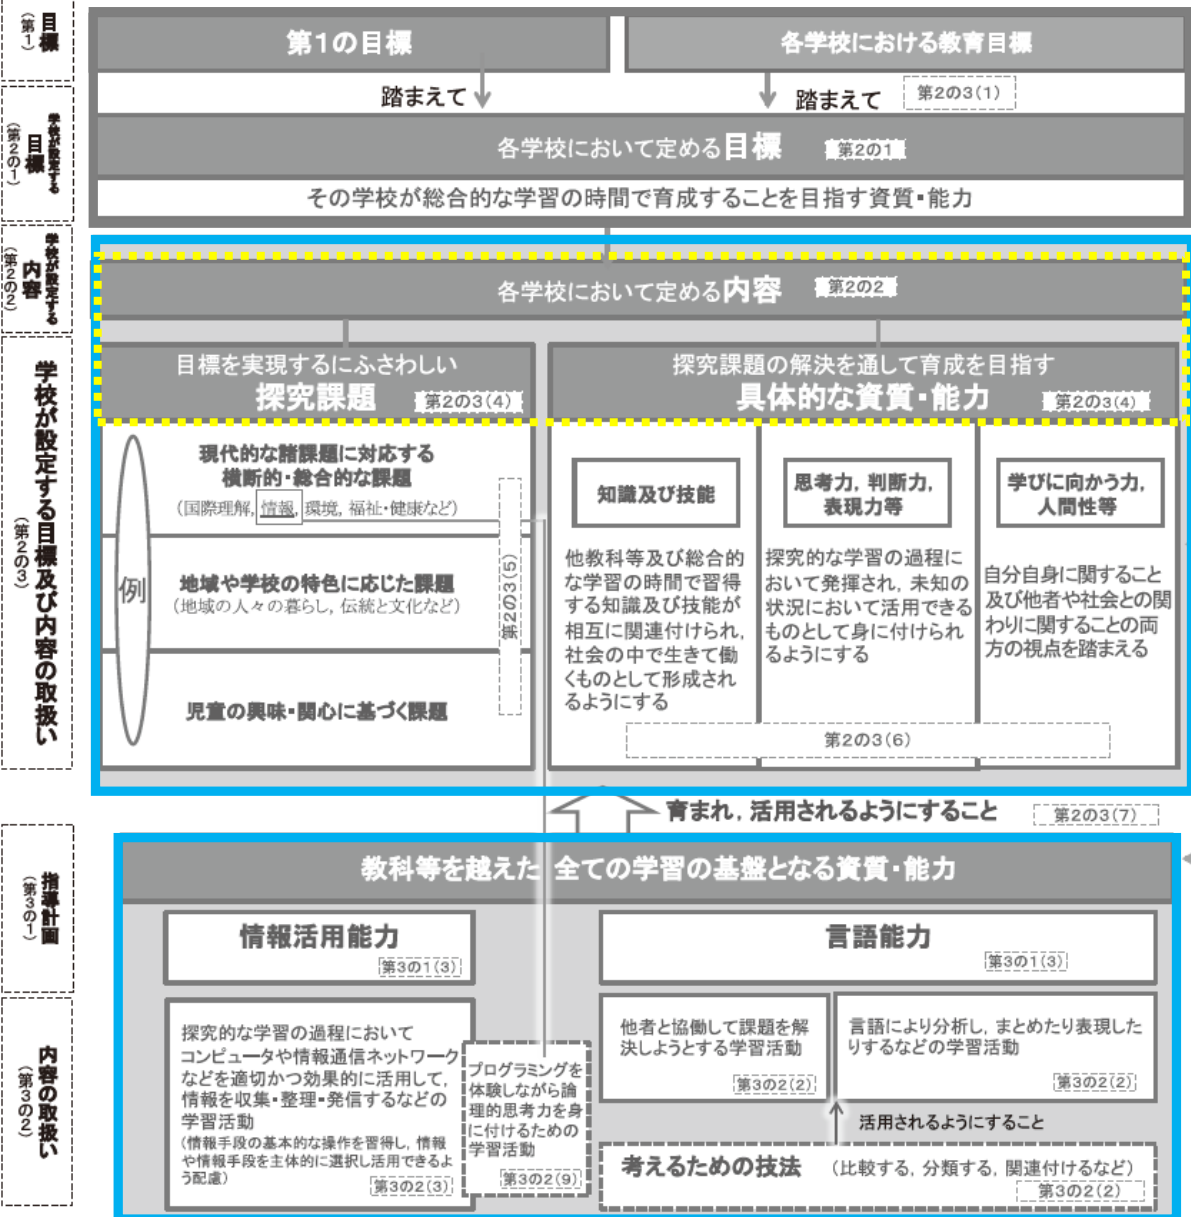 目標
（第1）
第1の目標
各学校における教育目標
踏まえて
踏まえて
第2の3(1)
学校が設定する
目標
（第2の1）
各学校において定める目標
第2の1
その学校が総合的な学習の時間で育成することを目指す資質・能力
学校が設定する
内容
（第2の2）
各学校において定める内容
第2の2
学校が設定する目標及び内容の取扱い
（第2の3）
目標を実現するにふさわしい
探究課題
第2の3(4)
探究課題の解決を通して育成を目指す
具体的な資質・能力
第2の3(4)
例
現代的な諸課題に対応する
横断的・総合的な課題
（国際理解，情報，環境，福祉・健康など）
地域や学校の特色に応じた課題
（地域の人々の暮らし，伝統と文化など）
児童の興味・関心に基づく課題
第2の3(5)
知識及び技能
他教科等及び総合的
な学習の時間で習得
する知識及び技能が
相互に関連付けられ，
社会の中で生きて働
くものとして形成され
るようにする
思考力，判断力，
表現力等
探究的な学習の過程に
おいて発揮され，未知の
状況において活用できる
ものとして身に付けられ
るようにする
学びに向かう力，
人間性等
自分自身に関すること
及び他者や社会との関
わりに関することの両
方の視点を踏まえる
第2の3(6)
育まれ，活用されるようにすること
第2の3(7)
指導計画
（第3の1）
教科等を越えた全ての学習の基盤となる資質・能力
情報活用能力
第3の1(3)
言語能力
第3の1(3)
内容の取扱い
（第3の2）
探究的な学習の過程において
コンピュータや情報通信ネットワーク
などを適切かつ効果的に活用して，
情報を収集・整理・発信するなどの
学習活動
（情報手段の基本的な操作を習得し，情報
や情報手段を主体的に選択し活用できるよ
う配慮）
第3の2(3)
プログラミングを
体験しながら論
理的思考力を身
に付けるための
学習活動
第3の2(9)
他者と協働して課題を解
決しようとする学習活動
第3の2(2)
言語により分析し，まとめたり表現した
りするなどの学習活動
第3の2(2)
活用されるようにすること
考えるための技法 （比較する，分類する，関連付けるなど）
第3の2(2)